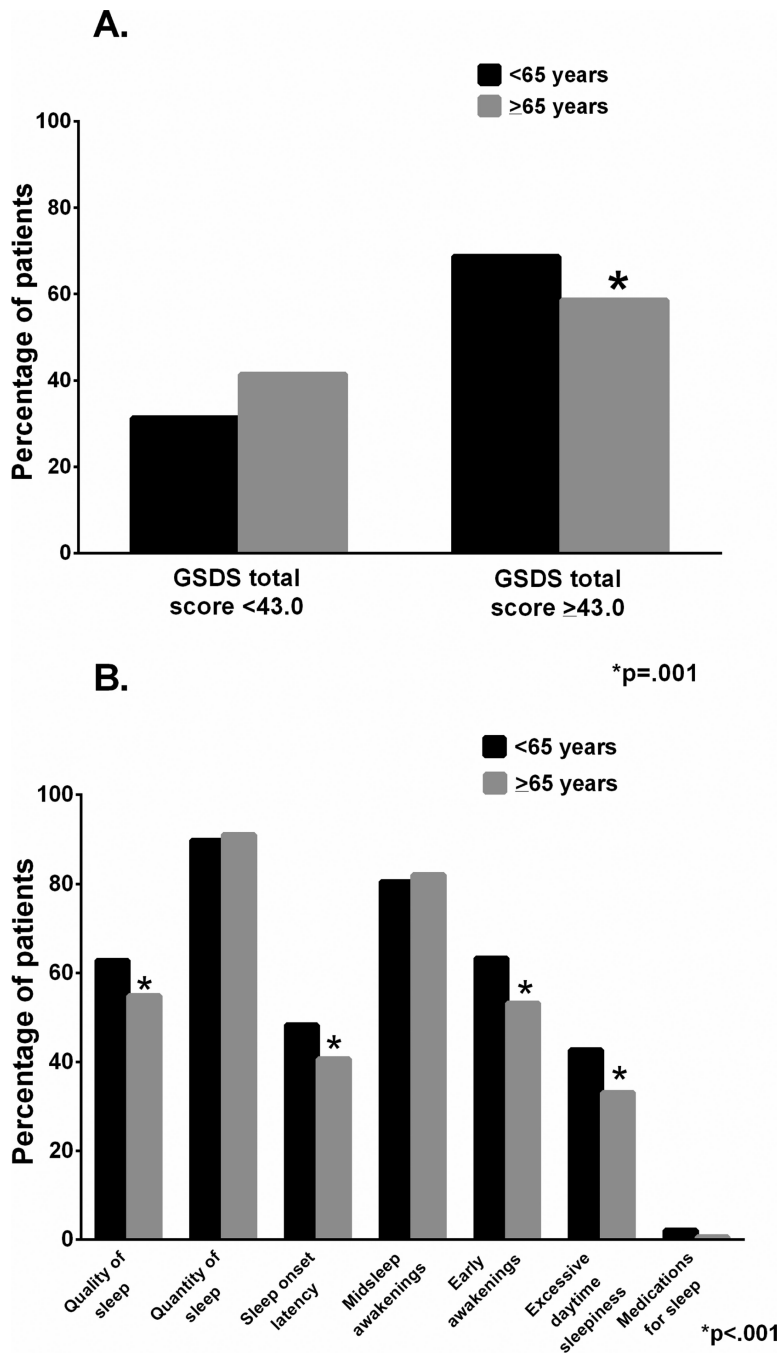 A.
<65 years
≥65 years
Percentage of patients
100
80
60
40
20
0
*
GSDS total
score <43.0
GSDS total
score ≥43.0
*p=.001
B.
<65 years
≥65 years
Percentage of patients
100
80
60
40
20
0
*
*
*
*
Quality of
sleep
Quantity of
sleep
Sleep onset
latency
Midsleep
awakenings
Early
awakenings
Excessive
daytime
sleepiness
Medications
for sleep
*p<.001